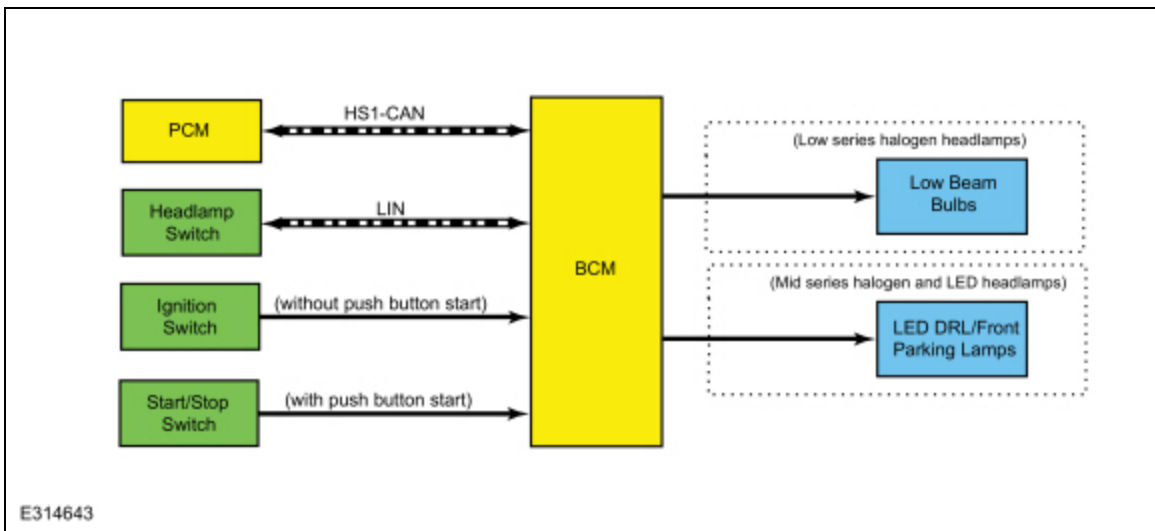 PCM
HS1-CAN
Headlamp
Switch
LIN
Ignition
Switch
(without push button start)
Start/Stop
Switch
(with push button start)
BCM
(Low series halogen headlamps)
Low Beam
Bulbs
(Mid series halogen and LED headlamps)
LED DRL/Front
Parking Lamps
E314643